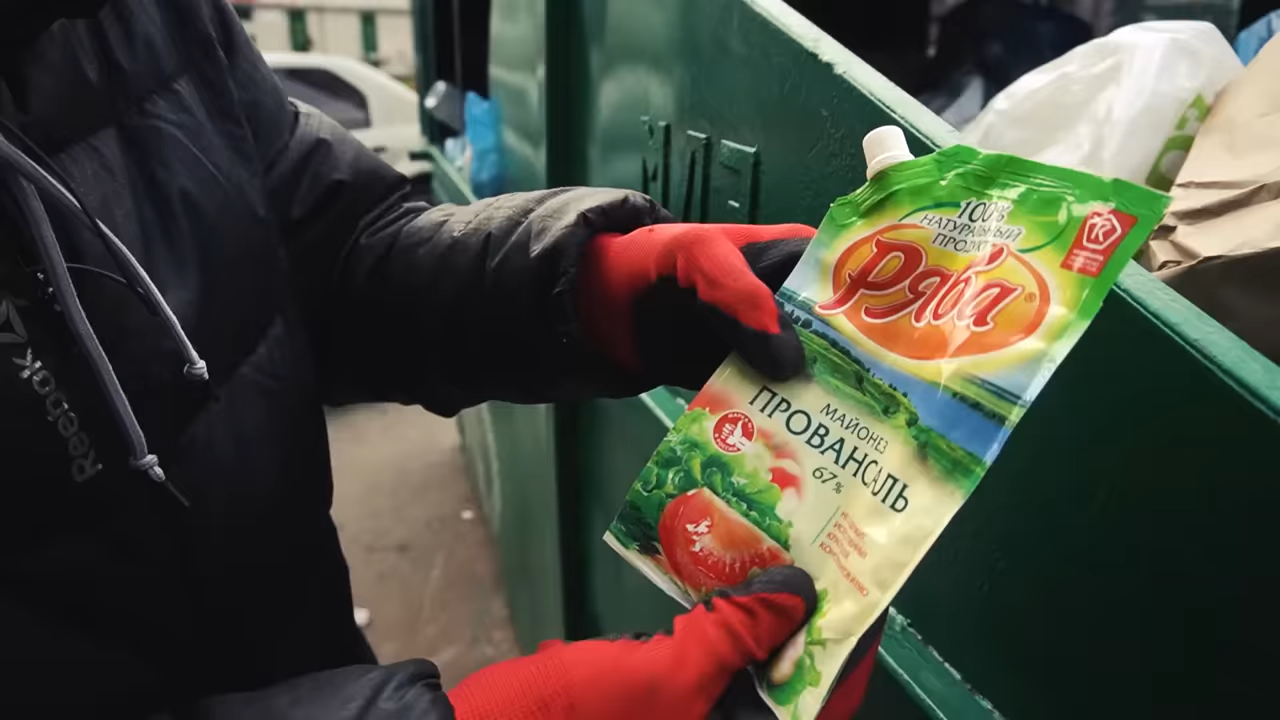 100%
НАТУРАЛЬНЫЙ
ПРОДУКТ
Ряба
®
МАЙОНЕЗ
ПРОВАНСАЛЬ
67%
Reebok